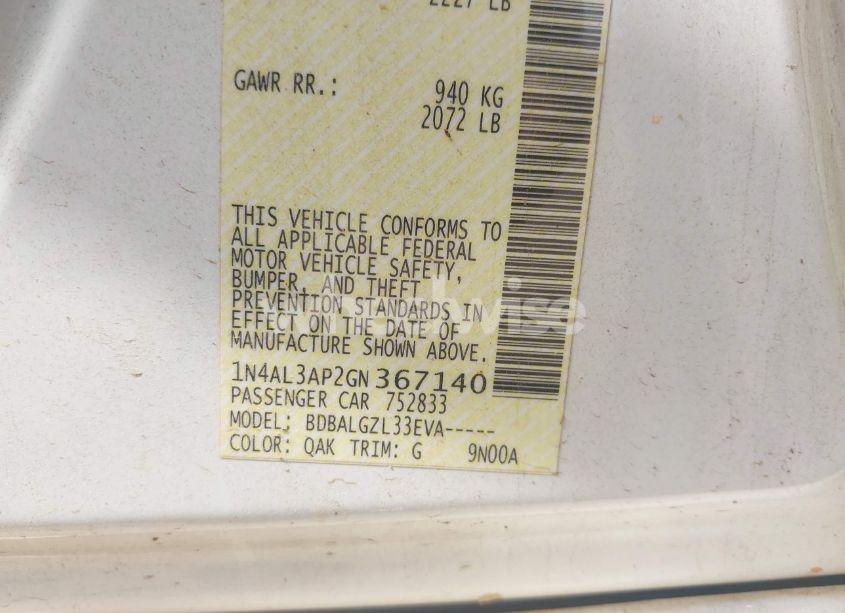 2227 LB
GAWR RR.: 940 KG
2072 LB
THIS VEHICLE CONFORMS TO
ALL APPLICABLE FEDERAL
MOTOR VEHICLE SAFETY,
BUMPER, AND THEFT
PREVENTION STANDARDS IN
EFFECT ON THE DATE OF
MANUFACTURE SHOWN ABOVE.
1N4AL3AP2GN367140
PASSENGER CAR 752833
MODEL: BDBALGZL33EVA-----
COLOR: QAK TRIM: G 9N00A